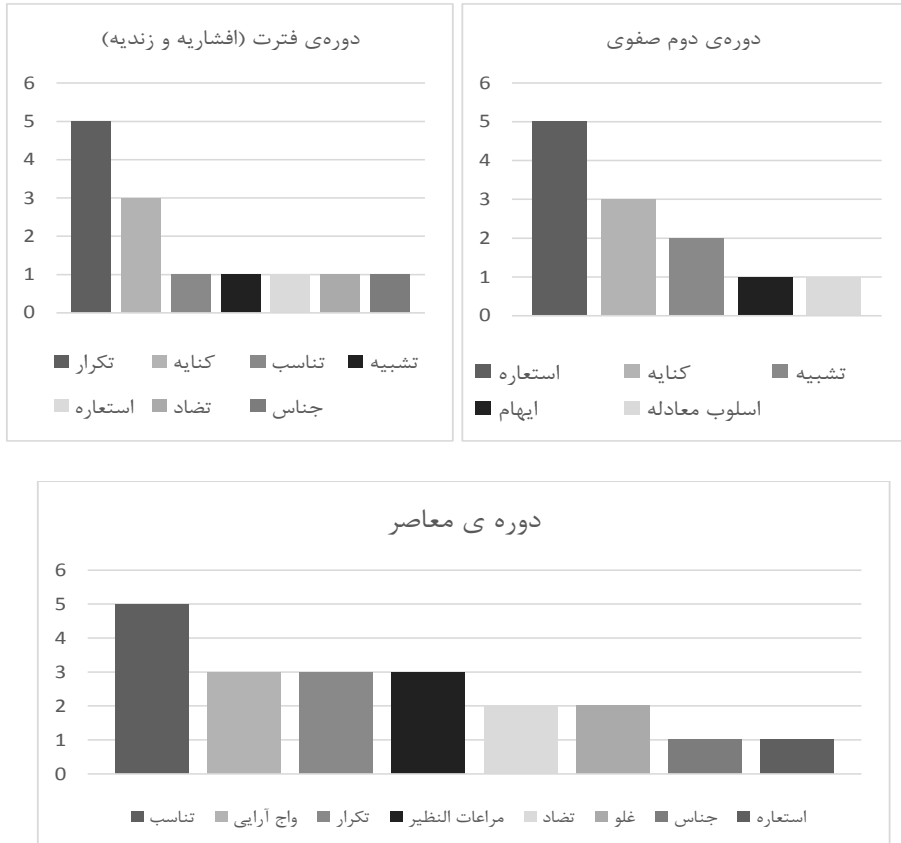 دوره‌ی فترت (افشاریه و زندیه)
6
5
4
3
2
1
0
تکرار کنایه تناسب تشبیه
استعاره تضاد جناس
دوره‌ی دوم صفوی
6
5
4
3
2
1
0
استعاره کنایه تشبیه
ایهام اسلوب معادله
دوره ی معاصر
6
5
4
3
2
1
0
تناسب واج آرایی تکرار مراعات النظیر تضاد غلو جناس استعاره